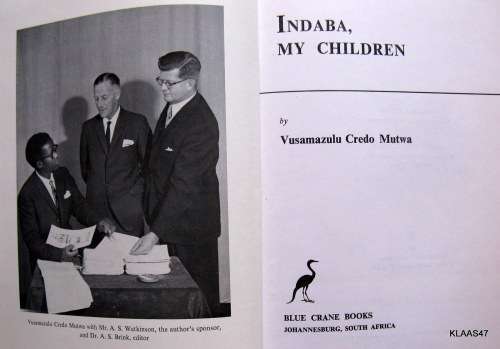 Vusamazulu Credo Mutwa with Mr. A. S. Watkinson, the author's sponsor,
and Dr. A. S. Brink, editor
INDABA,
MY CHILDREN
by
Vusamazulu Credo Mutwa
BLUE CRANE BOOKS
JOHANNESBURG, SOUTH AFRICA
KLAAS47